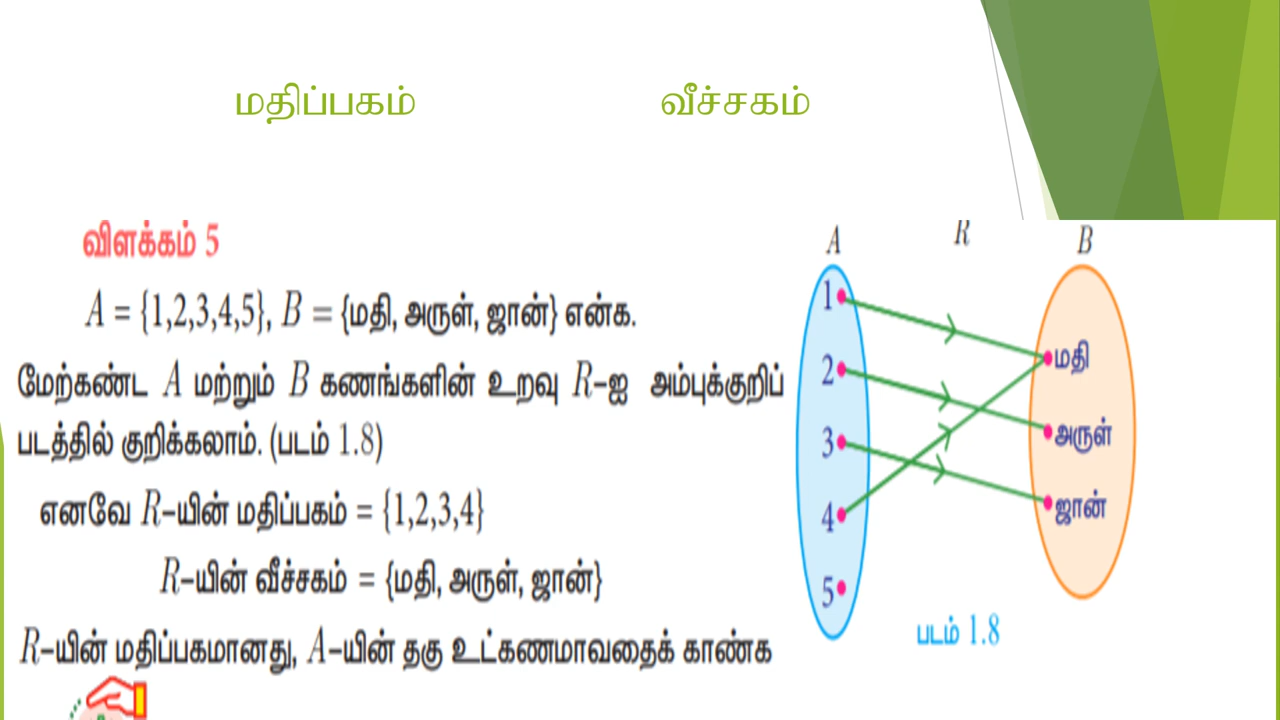 மதிப்பகம் வீச்சகம்
விளக்கம் 5
A = {1,2,3,4,5}, B = {மதி, அருள், ஜான்} என்க.
மேற்கண்ட A மற்றும் B கணங்களின் உறவு R–ஐ அம்புக்குறிப்
படத்தில் குறிக்கலாம். (படம் 1.8)
எனவே R–யின் மதிப்பகம் = {1,2,3,4}
R–யின் வீச்சகம் = {மதி, அருள், ஜான்}
R–யின் மதிப்பகமானது, A–யின் தகு உட்கணமாவதைக் காண்க
A R B
1
2
3
4
5
மதி
அருள்
ஜான்
படம் 1.8